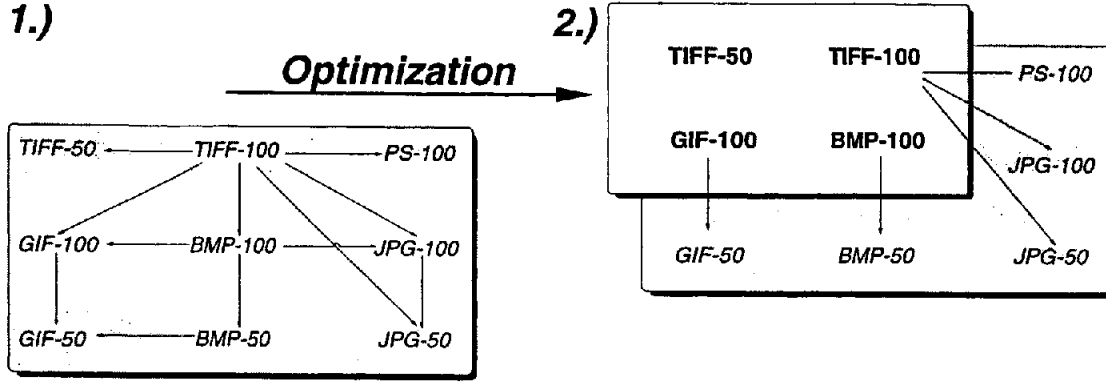 1.)
Optimization
TIFF-50 TIFF-100 PS-100
GIF-100 BMP-100 JPG-100
GIF-50 BMP-50 JPG-50
2.)
TIFF-50 TIFF-100
PS-100
GIF-100 BMP-100
JPG-100
GIF-50 BMP-50 JPG-50